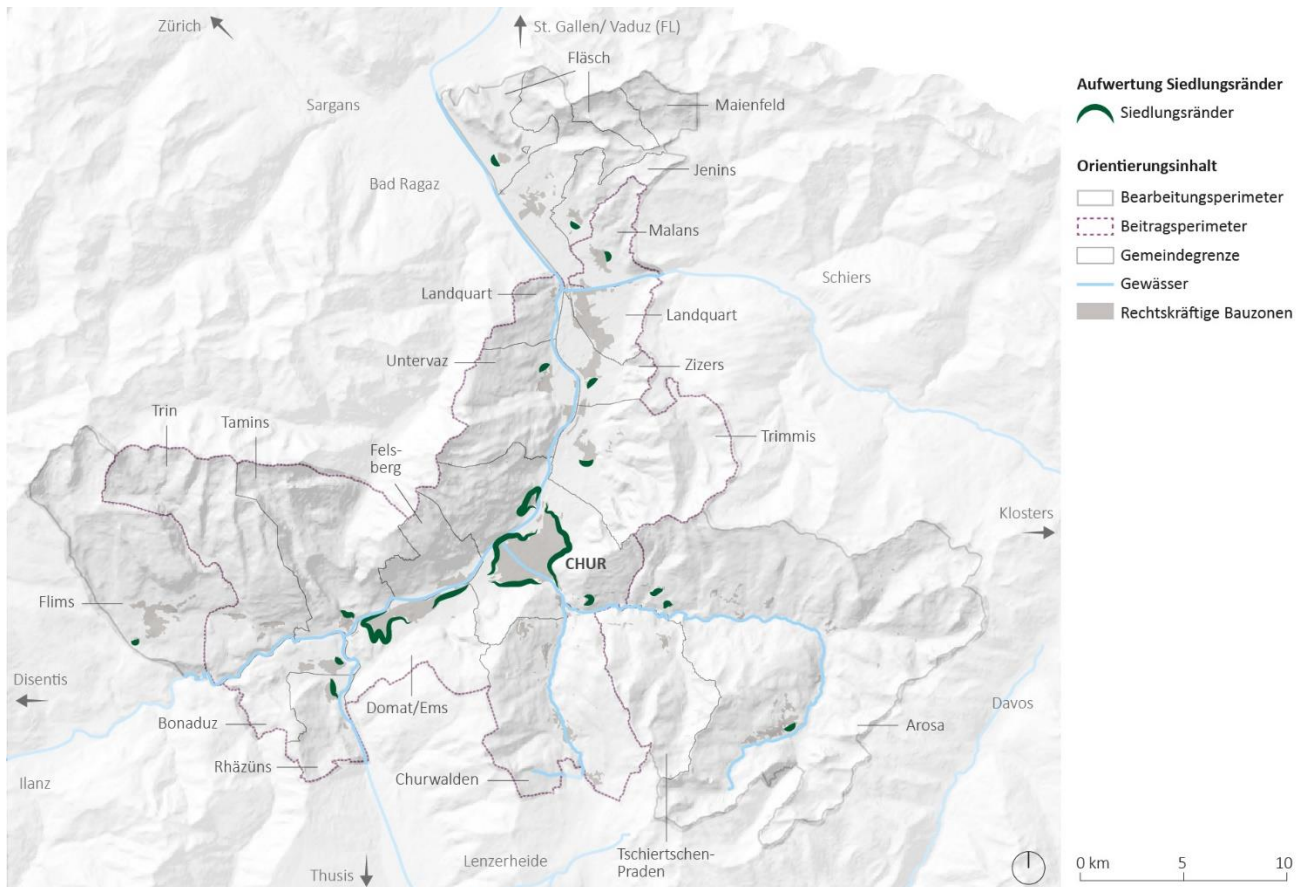 Zürich
St. Gallen/ Vaduz (FL)
Fläsch
Sargans
Maienfeld
Bad Ragaz
Jenins
Malans
Schiers
Landquart
Landquart
Untervaz
Zizers
Trin
Tamins
Trimmis
Fels-
berg
Klosters
CHUR
Flims
Disentis
Domat/Ems
Davos
Bonaduz
Arosa
Rhäzüns
Churwalden
Ilanz
Tschiertschen-
Praden
Lenzerheide
Thusis
Aufwertung Siedlungsränder
Siedlungsränder
Orientierungsinhalt
Bearbeitungsperimeter
Beitragsperimeter
Gemeindegrenze
Gewässer
Rechtskräftige Bauzonen
0 km 5 10